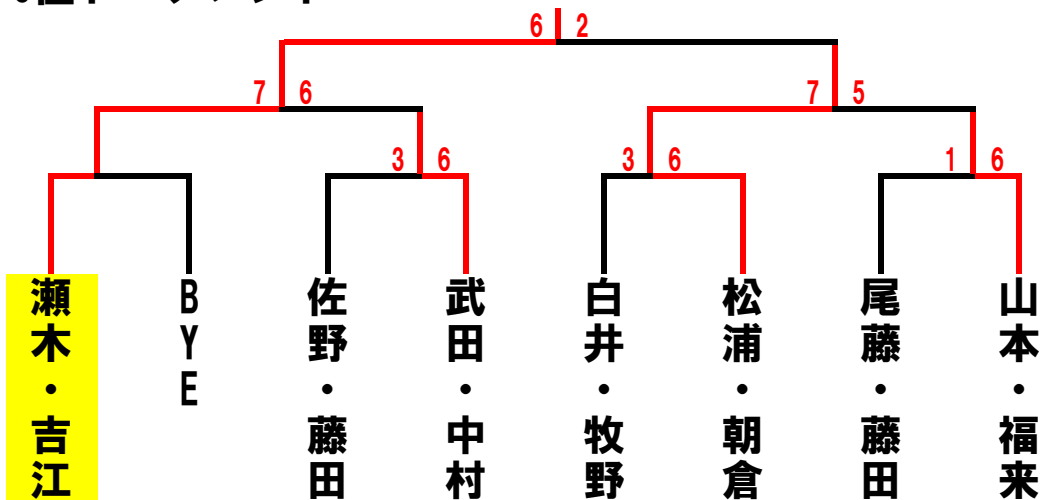 6 2
7 6 7 5
3 6 3 6 1 6
瀬木・吉江
BYE
佐野・藤田
武田・中村
白井・牧野
松浦・朝倉
尾藤・藤田
山本・福来